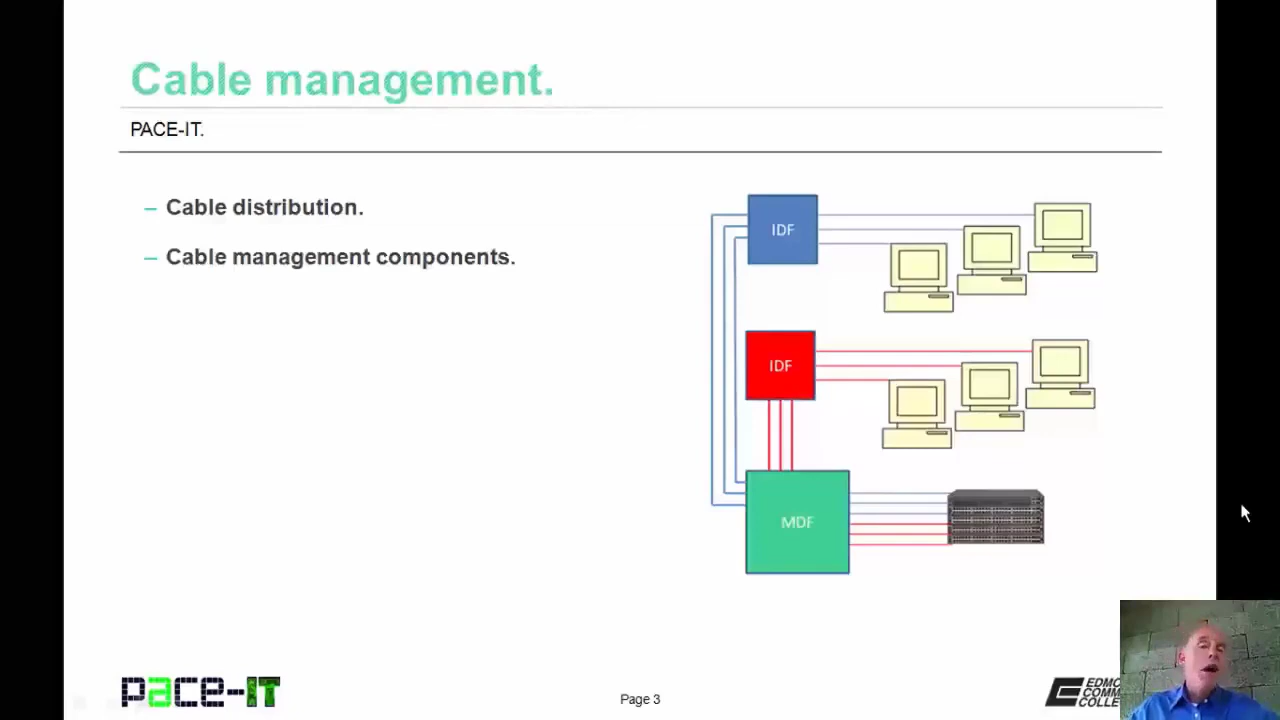 Cable management.
PACE-IT.
– Cable distribution.
– Cable management components.
IDF
IDF
MDF
pace-IT
Page 3